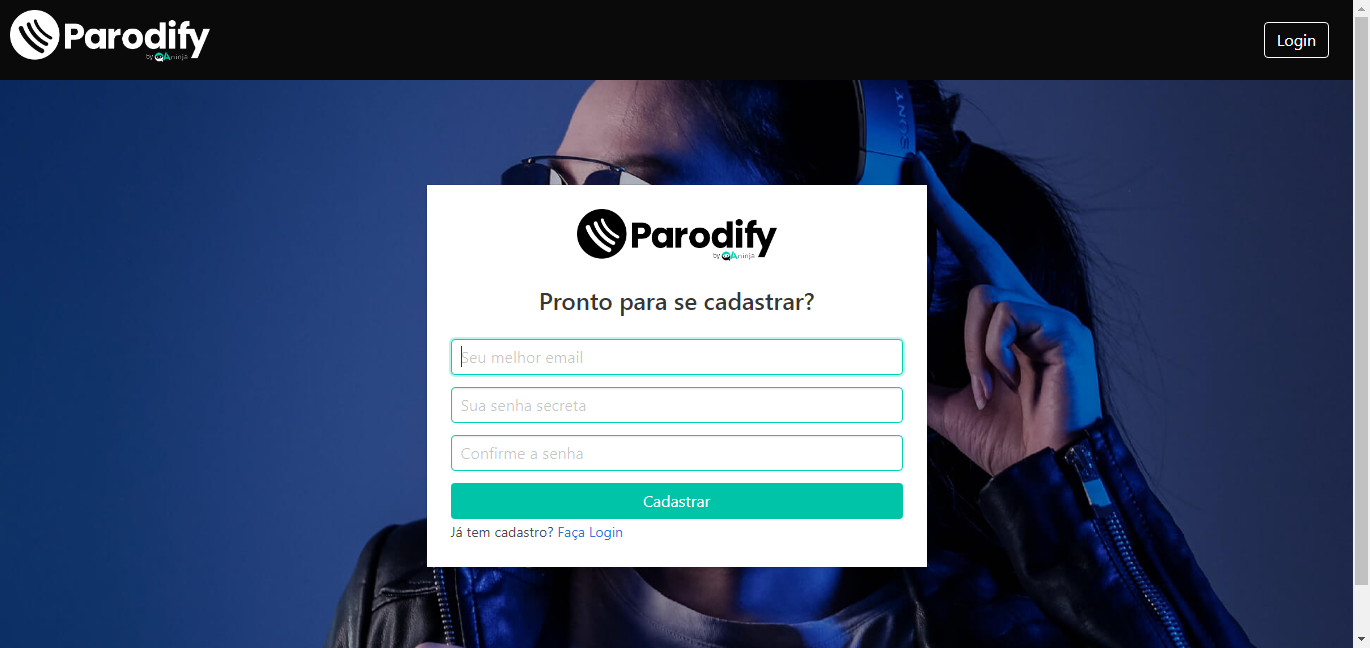 Parodify
by QAninja
Login
SONY
Parodify
by QAninja
Pronto para se cadastrar?
Seu melhor email
Sua senha secreta
Confirme a senha
Cadastrar
Já tem cadastro? Faça Login